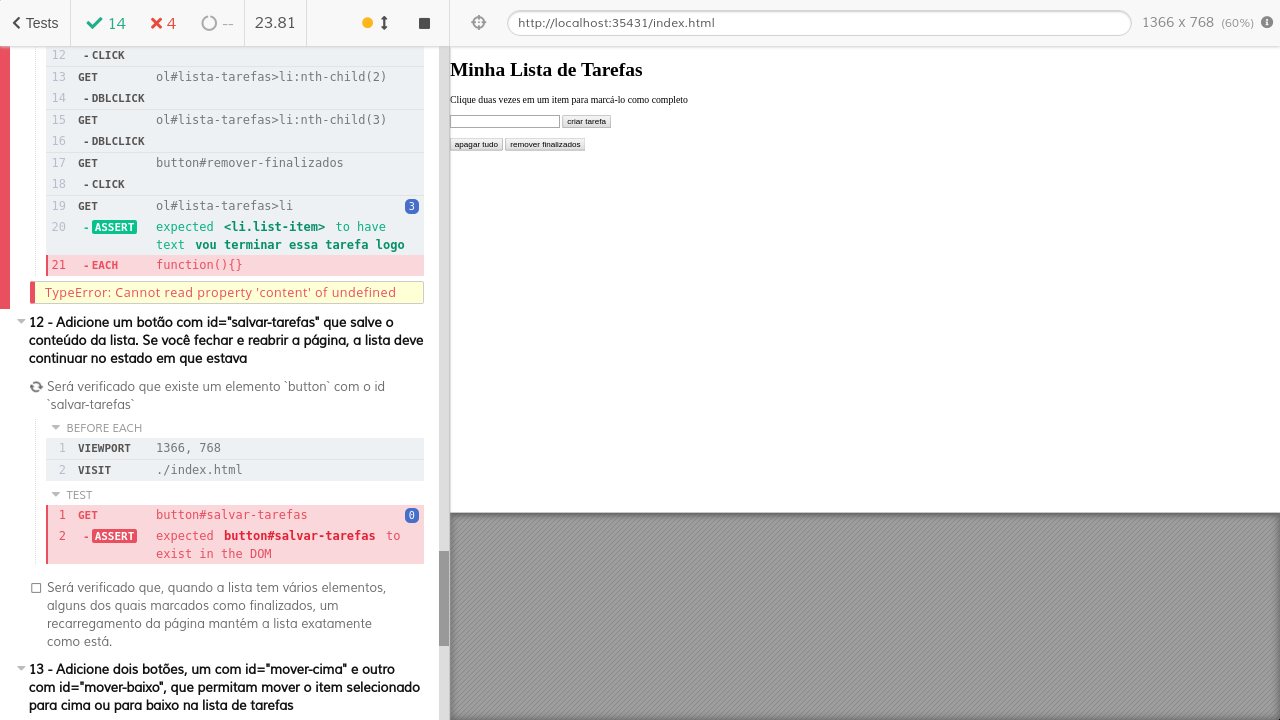 Tests 14 4 -- 23.81 http://localhost:35431/index.html 1366 x 768 (60%)
12 - CLICK
13 GET ol#lista-tarefas>li:nth-child(2)
14 - DBLCLICK
15 GET ol#lista-tarefas>li:nth-child(3)
16 - DBLCLICK
17 GET button#remover-finalizados
18 - CLICK
19 GET ol#lista-tarefas>li 3
20 - ASSERT expected <li.list-item> to have
text vou terminar essa tarefa logo
21 - EACH function(){}
TypeError: Cannot read property 'content' of undefined
12 - Adicione um botão com id="salvar-tarefas" que salve o
conteúdo da lista. Se você fechar e reabrir a página, a lista deve
continuar no estado em que estava
Será verificado que existe um elemento `button` com o id
`salvar-tarefas`
BEFORE EACH
1 VIEWPORT 1366, 768
2 VISIT ./index.html
TEST
1 GET button#salvar-tarefas 0
2 - ASSERT expected button#salvar-tarefas to
exist in the DOM
Será verificado que, quando a lista tem vários elementos,
alguns dos quais marcados como finalizados, um
recarregamento da página mantém a lista exatamente
como está.
13 - Adicione dois botões, um com id="mover-cima" e outro
com id="mover-baixo", que permitam mover o item selecionado
para cima ou para baixo na lista de tarefas
Minha Lista de Tarefas
Clique duas vezes em um item para marcá-lo como completo
criar tarefa
apagar tudo remover finalizados